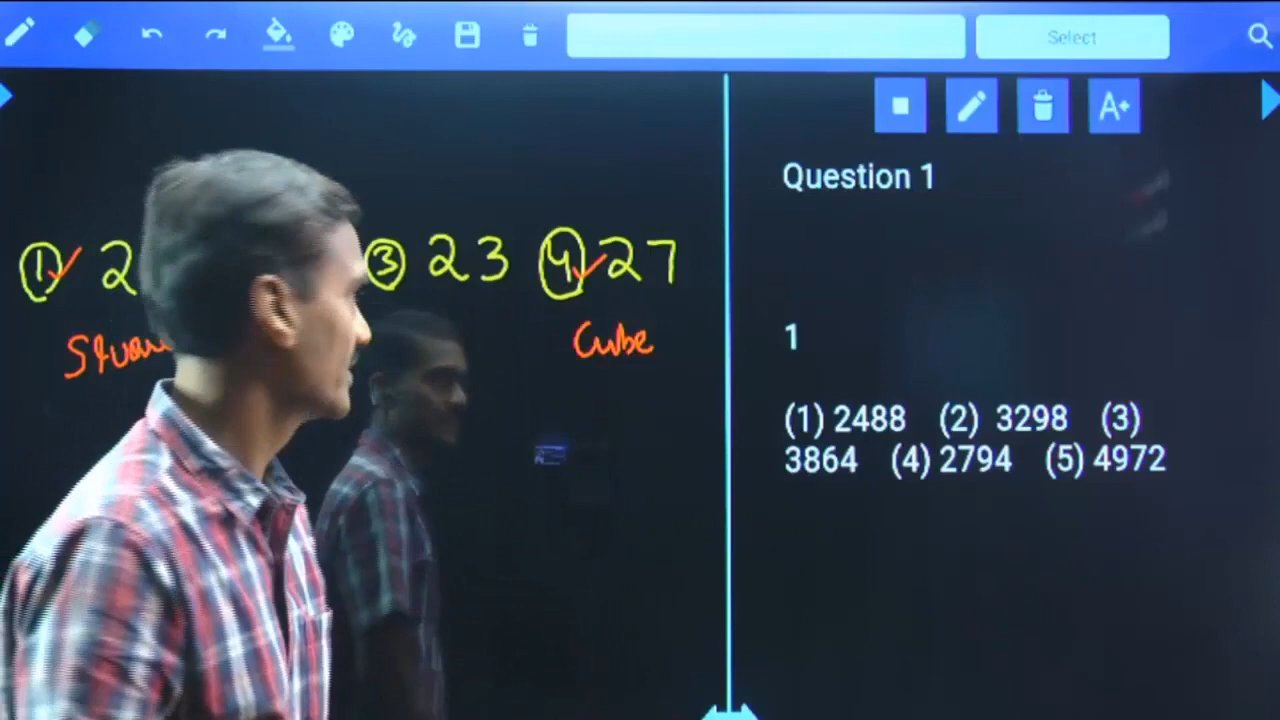 Select
A+
Question 1
① 2 ③ 23 ④ 27
Cube
1
(1) 2488 (2) 3298 (3)
3864 (4) 2794 (5) 4972